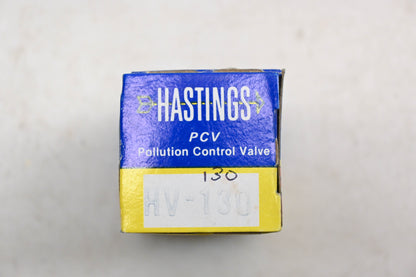 HASTINGS
PCV
Pollution Control Valve
130
HV-130